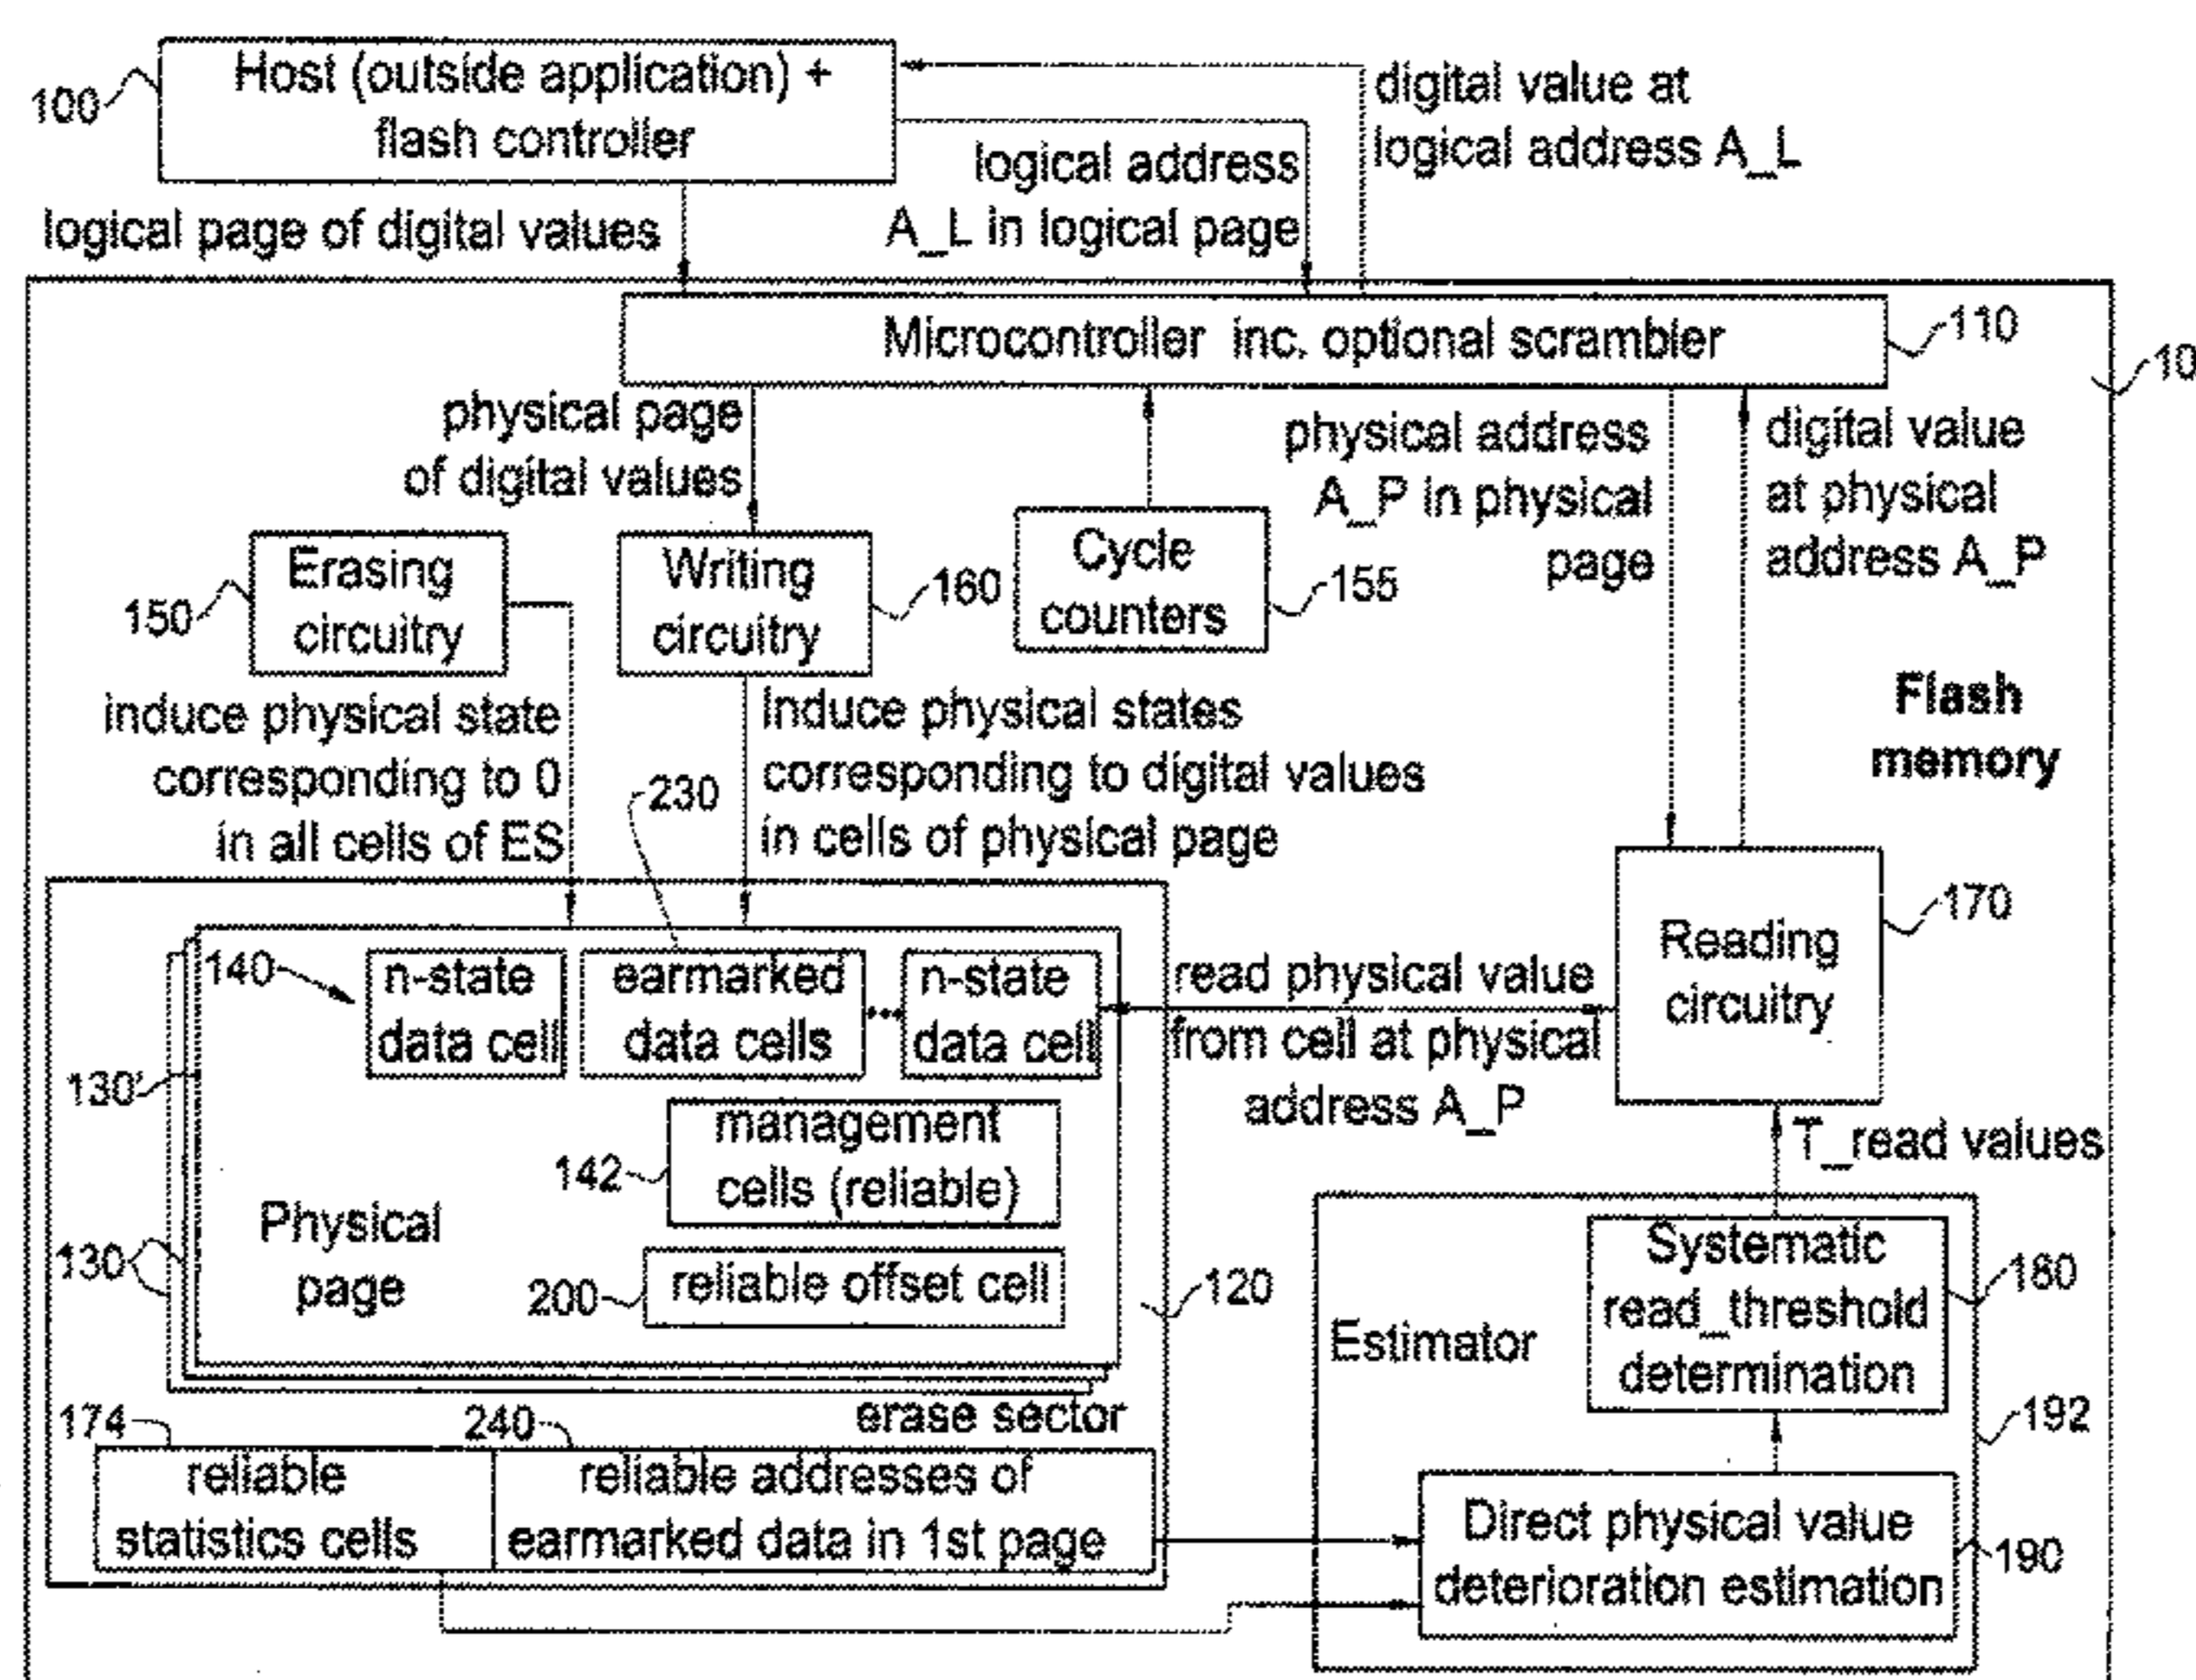 Host (outside application) +
flash controller
100
digital value at
logical address A_L
logical address
A_L in logical page
logical page of digital values
Microcontroller inc. optional scrambler
110
10
physical page
of digital values
physical address
A_P in physical
page
digital value
at physical
address A_P
Erasing
circuitry
150
Writing
circuitry
160
Cycle
counters
155
Flash
memory
induce physical state
corresponding to 0
in all cells of ES
Induce physical states
corresponding to digital values
in cells of physical page
230
Reading
circuitry
170
140
n-state
data cell
earmarked
data cells
n-state
data cell
read physical value
from cell at physical
address A_P
130'
management
cells (reliable)
142
T_read values
Physical
page
130
reliable offset cell
200
120
Estimator
Systematic
read_threshold
determination
180
erase sector
174
240
192
reliable
statistics cells
reliable addresses of
earmarked data in 1st page
Direct physical value
deterioration estimation
190